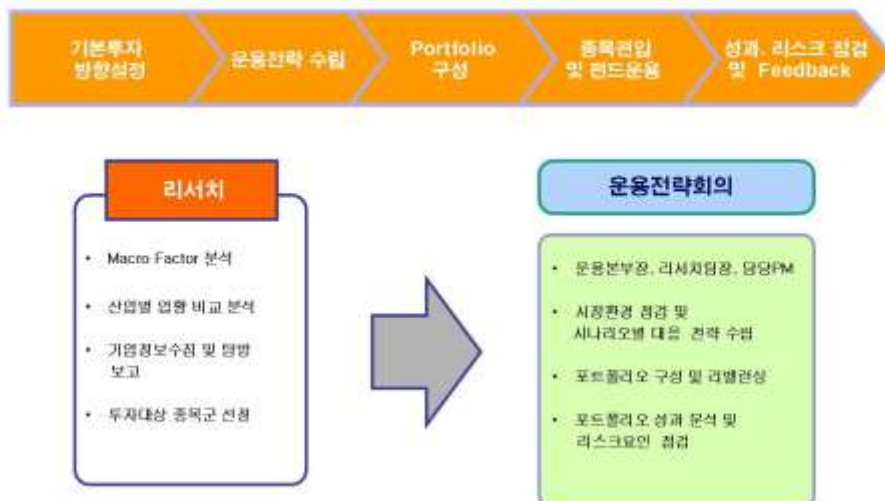 기본투자
방향설정
운용전략 수립
Portfolio
구성
종목편입
및 펀드운용
성과, 리스크 점검
및 Feedback
리서치
• Macro Factor 분석
• 산업별 업황 비교 분석
• 기업정보수집 및 탐방
보고
• 투자대상 종목군 선정
운용전략회의
• 운용본부장, 리서치팀장, 담당PM
• 시장환경 점검 및
시나리오별 대응 전략 수립
• 포트폴리오 구성 및 리밸런싱
• 포트폴리오 성과 분석 및
리스크요인 점검